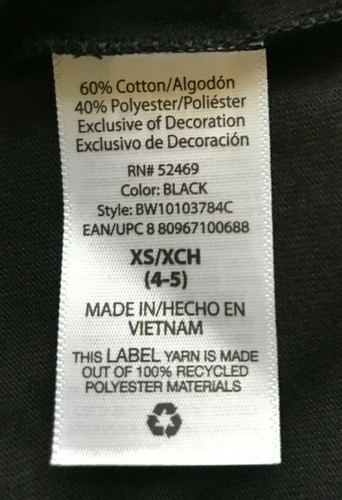 60% Cotton/Algodón
40% Polyester/Poliéster
Exclusive of Decoration
Exclusivo de Decoración
RN# 52469
Color: BLACK
Style: BW10103784C
EAN/UPC 8 80967100688
XS/XCH
(4-5)
MADE IN/HECHO EN
VIETNAM
THIS LABEL YARN IS MADE
OUT OF 100% RECYCLED
POLYESTER MATERIALS